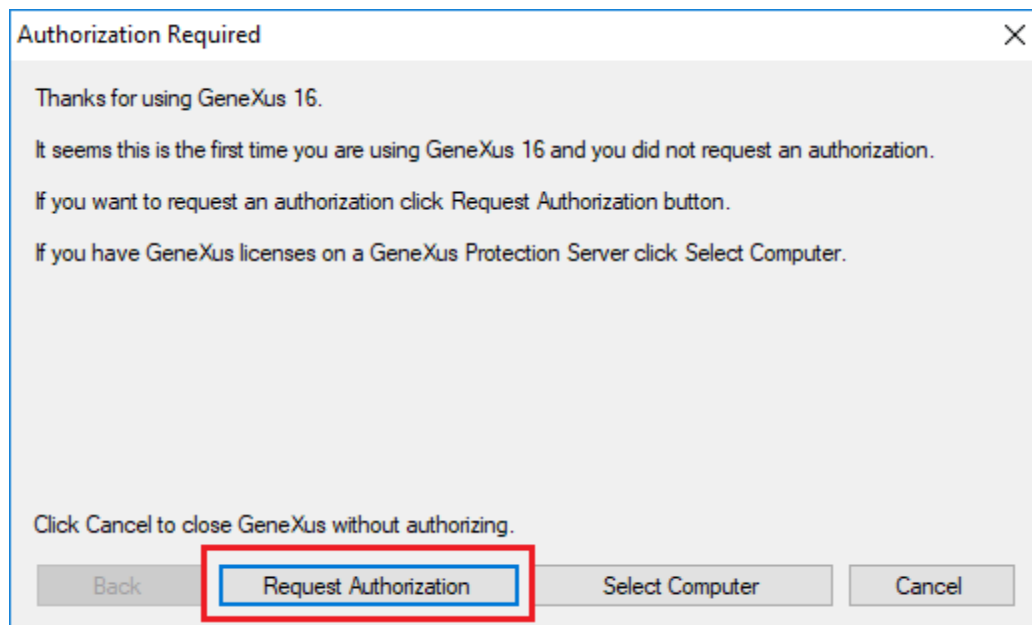 Authorization Required
Thanks for using GeneXus 16.
It seems this is the first time you are using GeneXus 16 and you did not request an authorization.
If you want to request an authorization click Request Authorization button.
If you have GeneXus licenses on a GeneXus Protection Server click Select Computer.
Click Cancel to close GeneXus without authorizing.
Back Request Authorization Select Computer Cancel